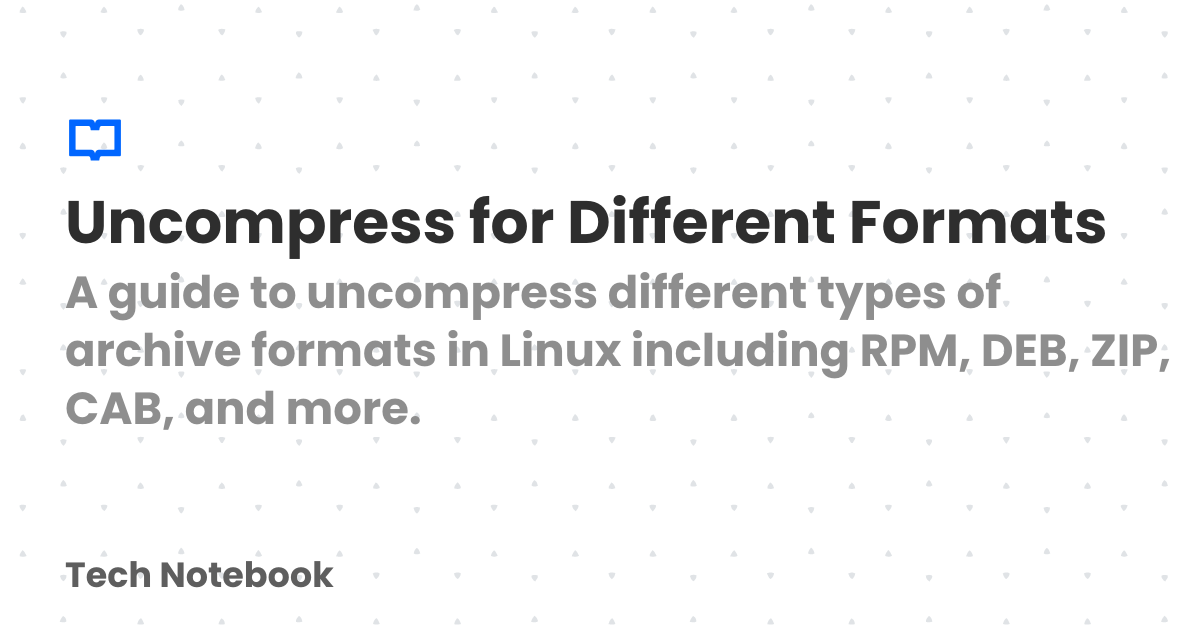 Uncompress for Different Formats
A guide to uncompress different types of
archive formats in Linux including RPM, DEB, ZIP,
CAB, and more.
Tech Notebook